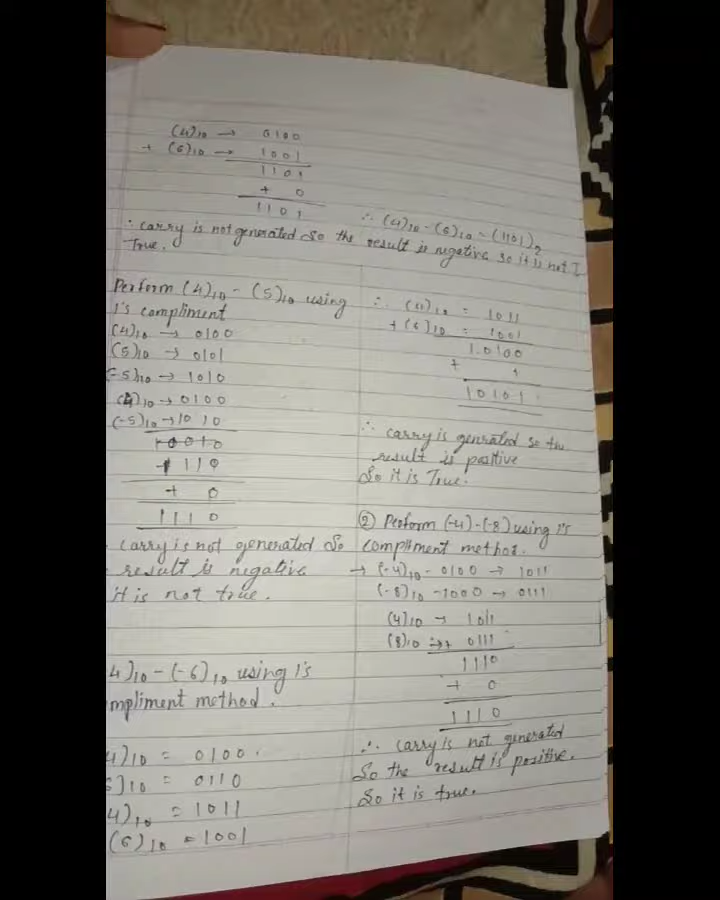 (4)10 → 0100
+ (6)10 → 1001
1101
+ 0
1101
∴ (4)10 - (6)10 = (1101)2
∴ carry is not generated So the result is negative so it is not
True.
Perform (4)10 - (5)10 using
1's compliment
(4)10 → 0100
(5)10 → 0101
(-5)10 → 1010
(4)10 → 0100
(-5)10 → 1010
10010
1110
+ 0
1110
carry is not generated So
result is negative
it is not true.
4)10 - (-6)10 using 1's
mpliment method.
4)10 = 0100
6)10 = 0110
4)10 = 1011
(6)10 = 1001
∴ (4)10 = 1011
+ (6)10 = 1001
1.0100
+ 1
10101
∴ carry is genrated so the
result is positive
So it is True.
② Perform (-4)-(-8) using 1's
compliment method.
→ (-4)10 - 0100 → 1011
(-8)10 - 1000 → 0111
(4)10 → 1011
(8)10 → + 0111
1110
+ 0
1110
∴ carry is not generated
So the result is positive.
So it is true.